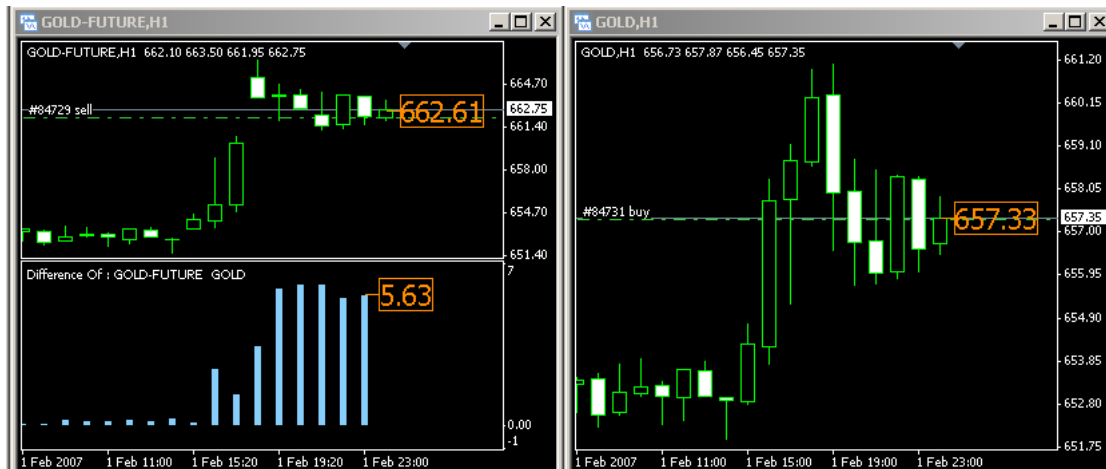 GOLD-FUTURE,H1
GOLD-FUTURE,H1 662.10 663.50 661.95 662.75
664.70
#84729 sell
662.61
662.75
661.40
658.00
654.70
651.40
Difference Of : GOLD-FUTURE GOLD
7
5.63
0.00
-1
1 Feb 2007
1 Feb 11:00
1 Feb 15:20
1 Feb 19:20
1 Feb 23:00
GOLD,H1
GOLD,H1 656.73 657.87 656.45 657.35
661.20
660.15
659.10
658.05
#84731 buy
657.33
657.35
657.00
655.95
654.90
653.85
652.80
651.75
1 Feb 2007
1 Feb 11:00
1 Feb 15:00
1 Feb 19:00
1 Feb 23:00